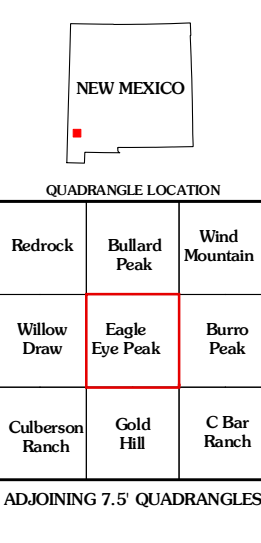 NEW MEXICO
QUADRANGLE LOCATION
Redrock
Bullard
Peak
Wind
Mountain
Willow
Draw
Eagle
Eye Peak
Burro
Peak
Culberson
Ranch
Gold
Hill
C Bar
Ranch
ADJOINING 7.5' QUADRANGLES